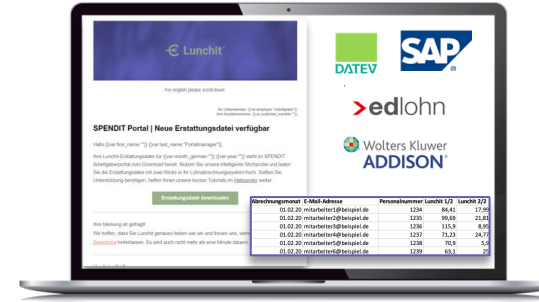 Lunchit
For english please scroll down
Ihr Unternehmen: {{var:employer:"Arbeitgeber"}}
Ihre Kundennummer: {{var:customer_number:""}}
SPENDIT Portal | Neue Erstattungsdatei verfügbar
Hallo {{var:first_name:""}} {{var:last_name:"Portalmanager"}},
Ihre Lunchit-Erstattungsdatei für {{var:month_german:""}} {{var:year:""}} steht im SPENDIT
Arbeitgeberportal zum Download bereit. Nutzen Sie unsere intelligente Stichprobe und laden
Sie die Erstattungsdatei mit zwei Klicks in Ihr Lohnabrechnungssystem hoch. Sollten Sie
Unterstützung benötigen, helfen Ihnen unsere kurzen Tutorials im Helpcenter weiter.
Erstattungsdatei downloaden
Ihre Meinung ist gefragt!
Wir hoffen, dass Sie Lunchit genauso lieben wie wir und freuen uns, wenn
Bewertung hinterlassen. Es wird auch nicht mehr als eine Minute dauern.
DATEV
SAP
edlohn
Wolters Kluwer
ADDISON
Abrechnungsmonat E-Mail-Adresse Personalnummer Lunchit 1/2 Lunchit 2/2
01.02.20 mitarbeiter1@beispiel.de 1234 84,41 17,99
01.02.20 mitarbeiter2@beispiel.de 1235 99,69 21,81
01.02.20 mitarbeiter3@beispiel.de 1236 115,9 8,95
01.02.20 mitarbeiter4@beispiel.de 1237 71,23 24,77
01.02.20 mitarbeiter5@beispiel.de 1238 70,9 5,9
01.02.20 mitarbeiter6@beispiel.de 1239 63,1 25